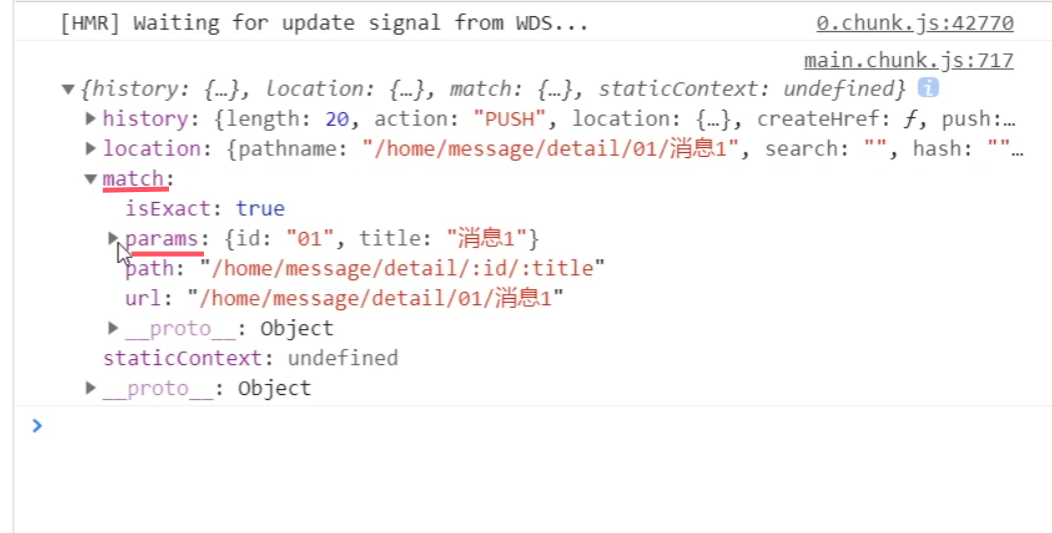 [HMR] Waiting for update signal from WDS... 0.chunk.js:42770
main.chunk.js:717
▼{history: {…}, location: {…}, match: {…}, staticContext: undefined} i
▶history: {length: 20, action: "PUSH", location: {…}, createHref: ƒ, push:…
▶location: {pathname: "/home/message/detail/01/消息1", search: "", hash: ""…
▼match:
isExact: true
▶params: {id: "01", title: "消息1"}
path: "/home/message/detail/:id/:title"
url: "/home/message/detail/01/消息1"
▶__proto__: Object
staticContext: undefined
▶__proto__: Object